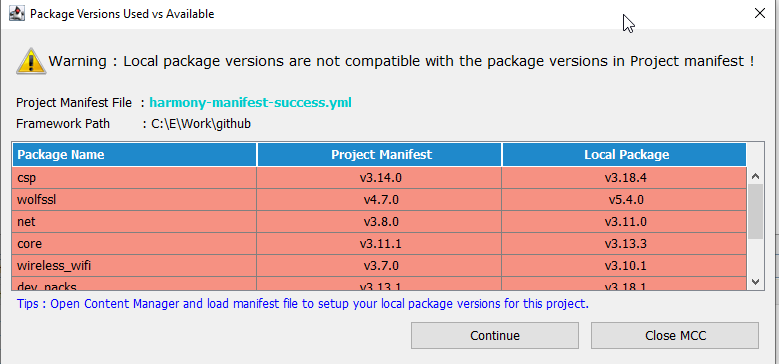 Package Versions Used vs Available
Warning : Local package versions are not compatible with the package versions in Project manifest !
Project Manifest File : harmony-manifest-success.yml
Framework Path : C:\E\Work\github
Package Name Project Manifest Local Package
csp v3.14.0 v3.18.4
wolfssl v4.7.0 v5.4.0
net v3.8.0 v3.11.0
core v3.11.1 v3.13.3
wireless_wifi v3.7.0 v3.10.1
dev_packs v3.13.1 v3.18.1
Tips : Open Content Manager and load manifest file to setup your local package versions for this project.
Continue Close MCC